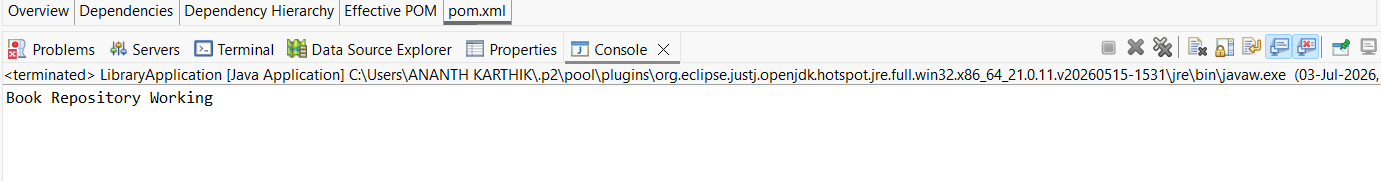 Overview Dependencies Dependency Hierarchy Effective POM pom.xml
Problems Servers Terminal Data Source Explorer Properties Console
<terminated> LibraryApplication [Java Application] C:\Users\ANANTH KARTHIK\.p2\pool\plugins\org.eclipse.justj.openjdk.hotspot.jre.full.win32.x86_64_21.0.11.v20260515-1531\jre\bin\javaw.exe (03-Jul-2026,
Book Repository Working